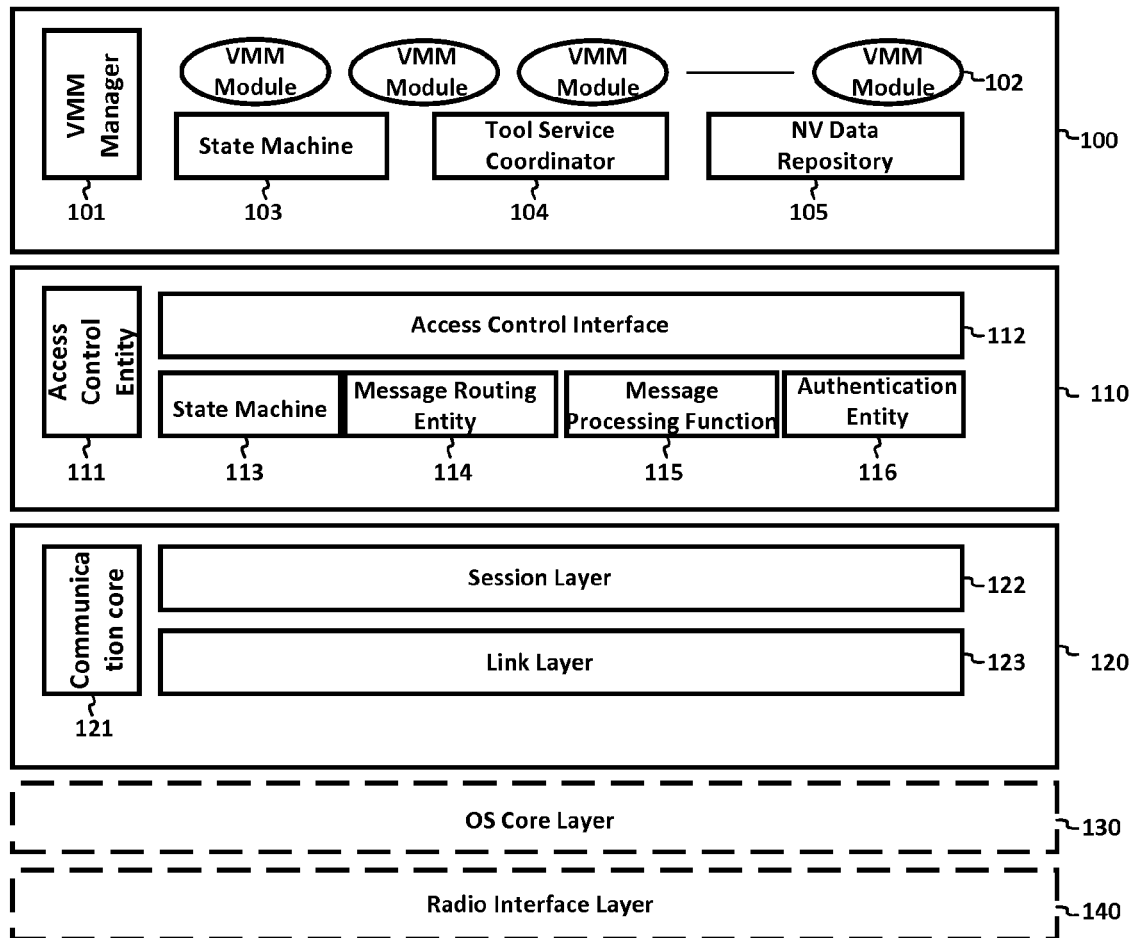 VMM
Manager
101
VMM
Module
VMM
Module
VMM
Module
VMM
Module
102
State Machine
103
Tool Service
Coordinator
104
NV Data
Repository
105
100
Access
Control
Entity
111
Access Control Interface
112
State Machine
113
Message Routing
Entity
114
Message
Processing Function
115
Authentication
Entity
116
110
Communica
tion core
121
Session Layer
122
Link Layer
123
120
OS Core Layer
130
Radio Interface Layer
140